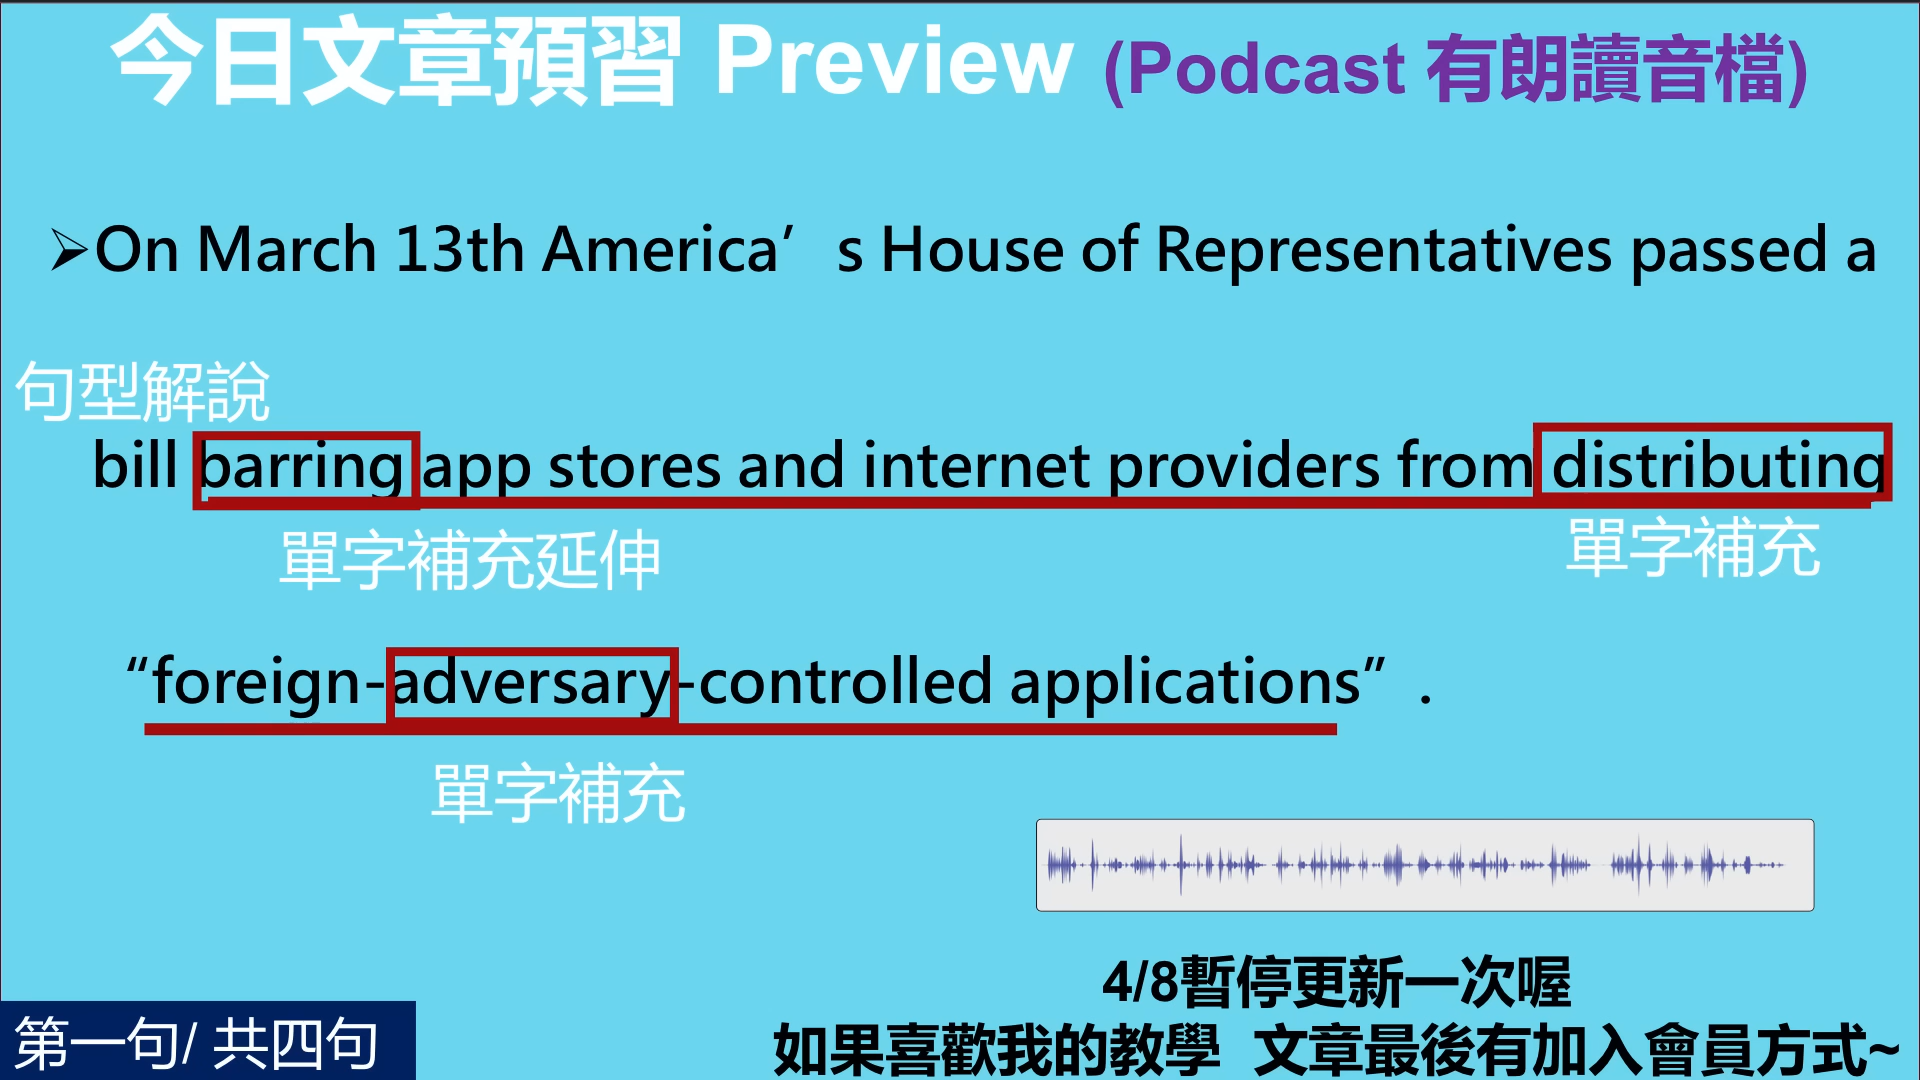 今日文章預習 Preview (Podcast 有朗讀音檔)
➢On March 13th America’s House of Representatives passed a
句型解說
bill barring app stores and internet providers from distributing
單字補充延伸 單字補充
“foreign-adversary-controlled applications”.
單字補充
4/8暫停更新一次喔
如果喜歡我的教學 文章最後有加入會員方式~
第一句/ 共四句